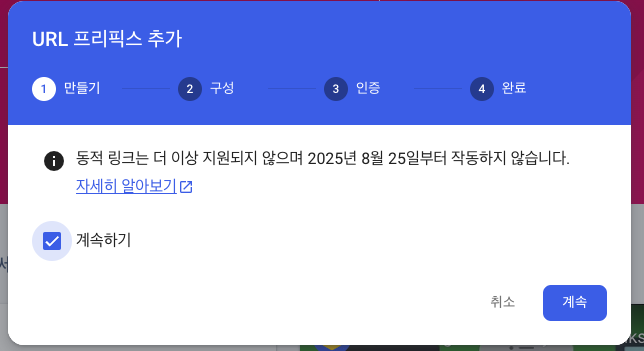 URL 프리픽스 추가
1 만들기 2 구성 3 인증 4 완료
동적 링크는 더 이상 지원되지 않으며 2025년 8월 25일부터 작동하지 않습니다.
자세히 알아보기
계속하기
취소 계속